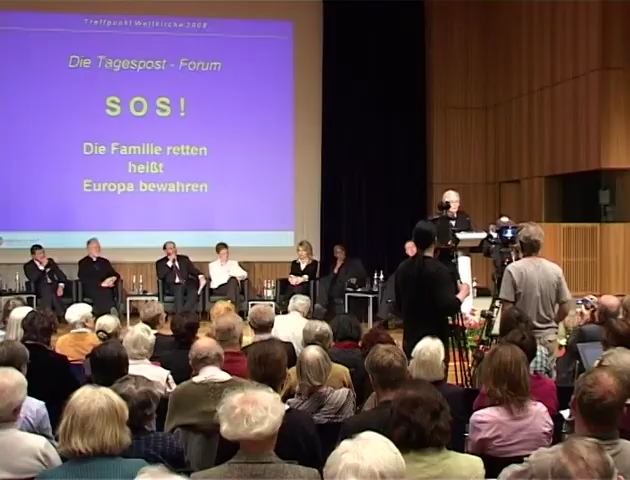 Treffpunkt Weltkirche 2008
Die Tagespost - Forum
SOS!
Die Familie retten
heißt
Europa bewahren